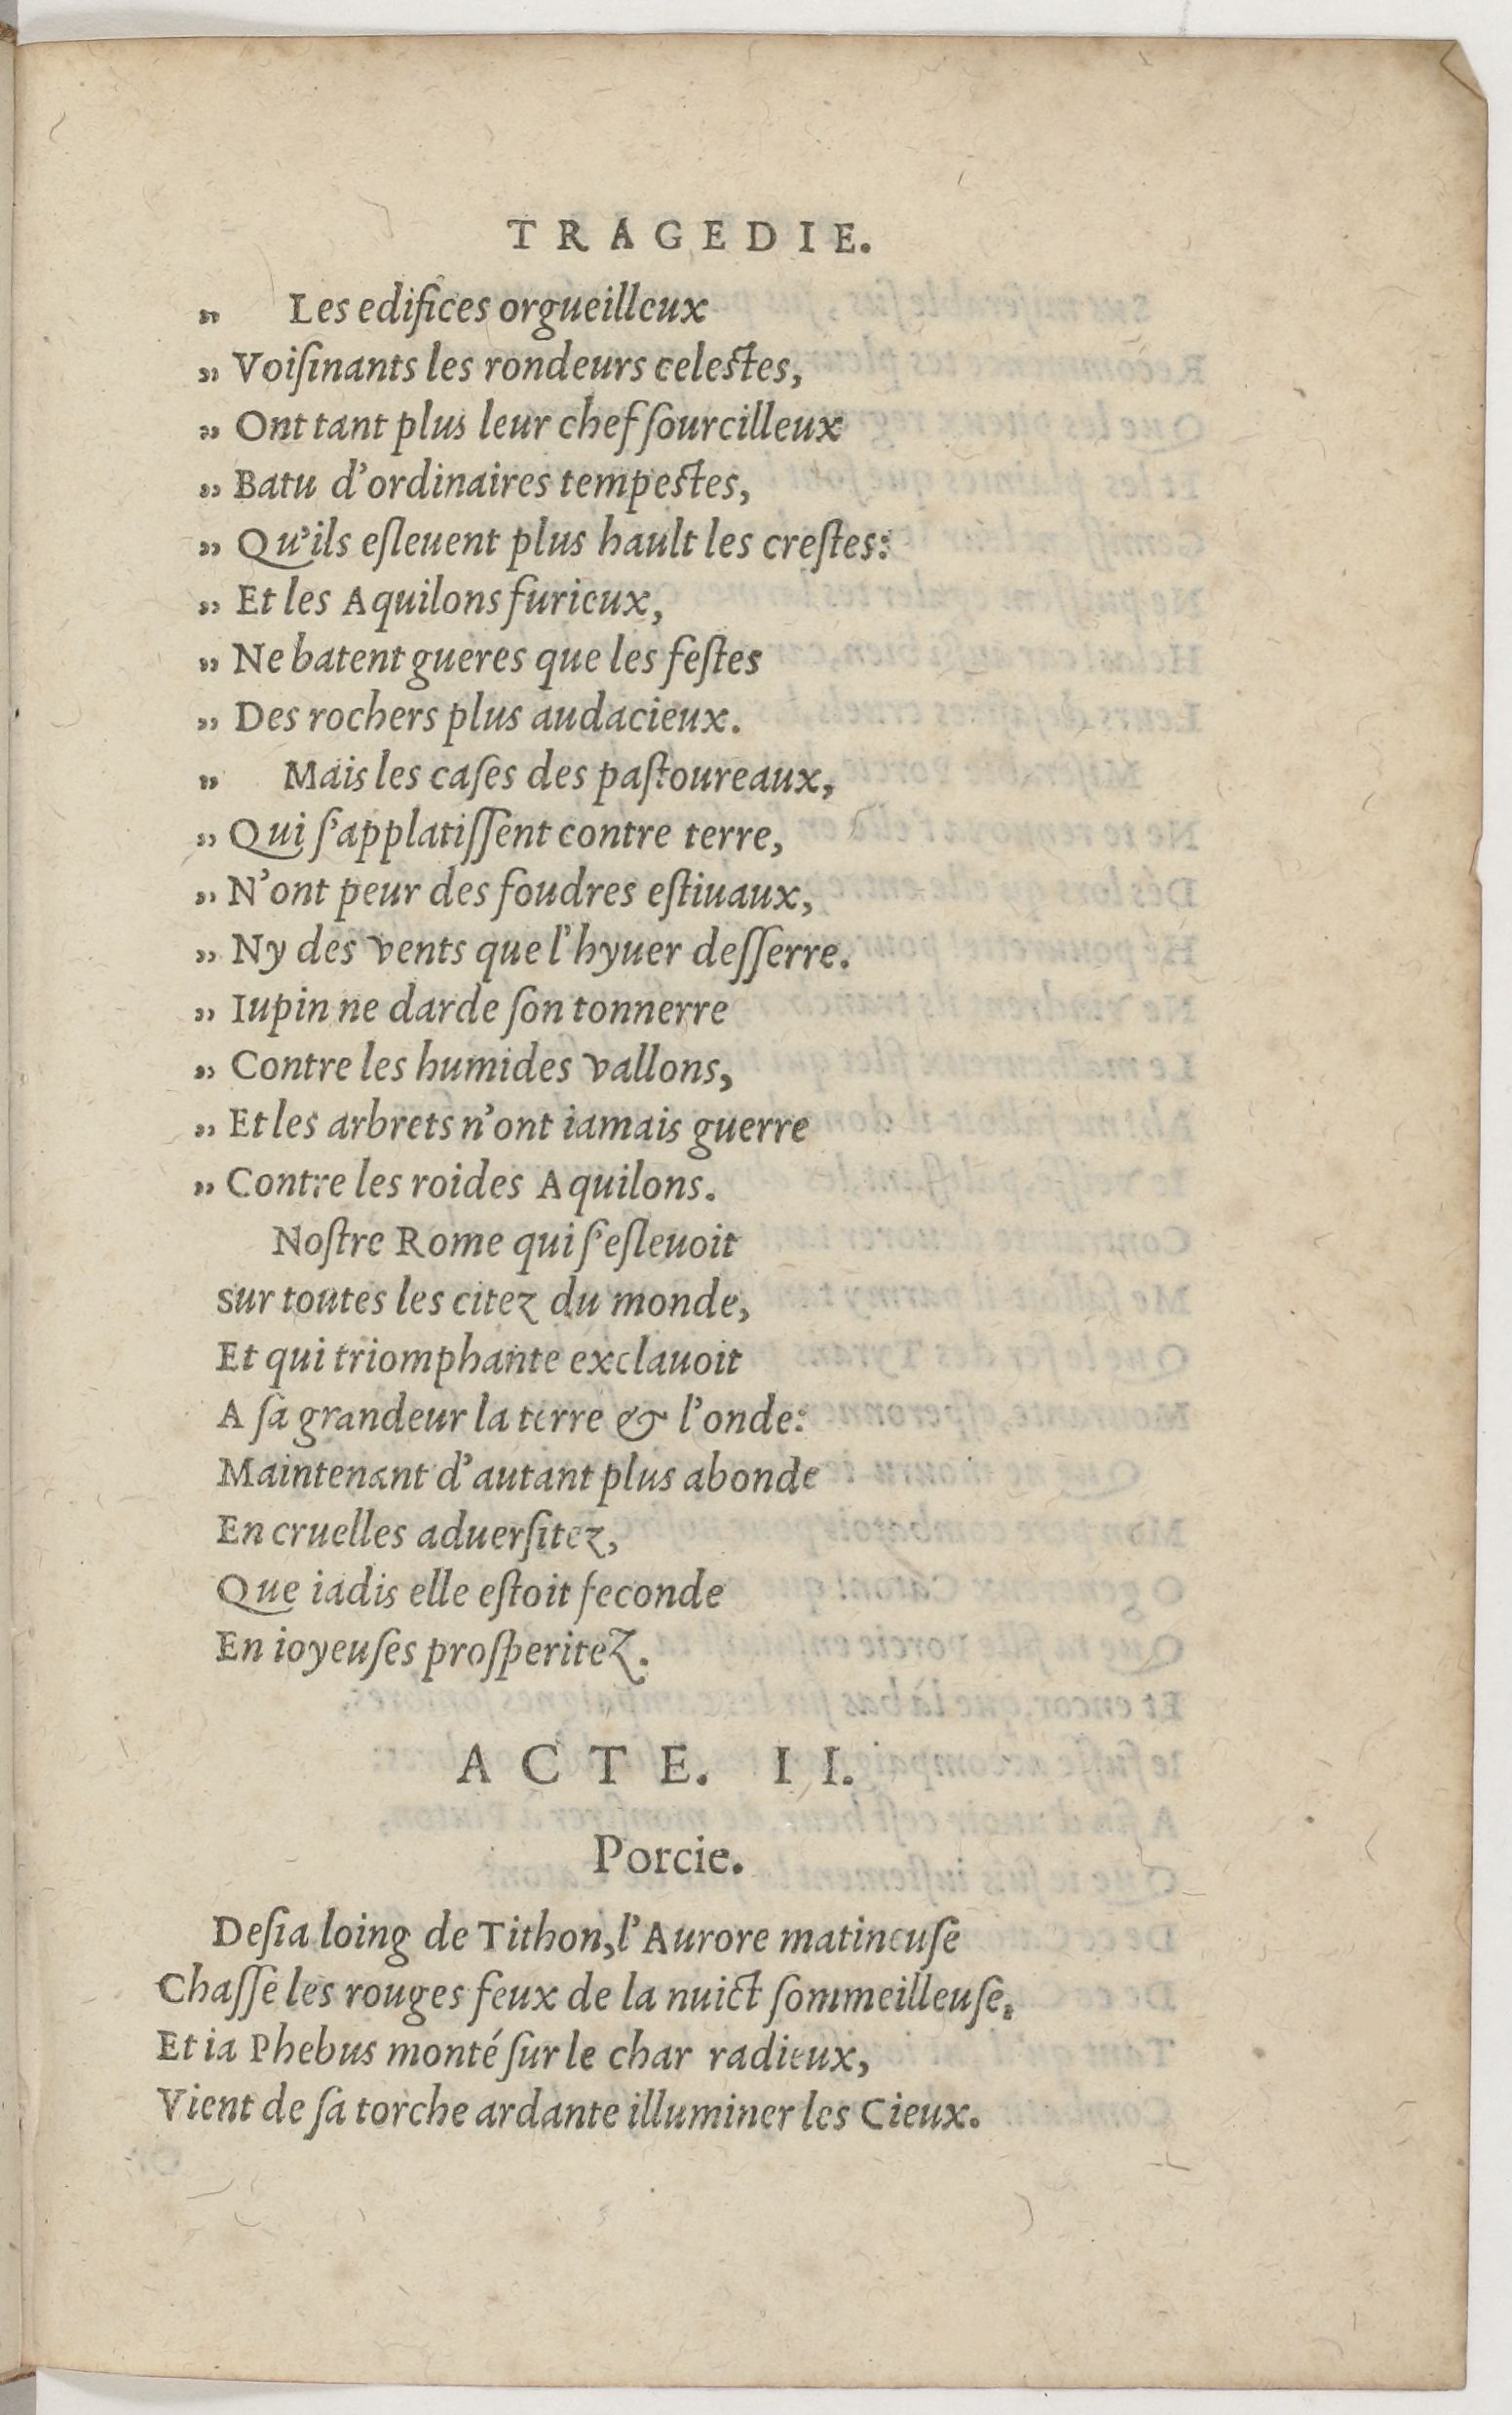 TRAGEDIE.
„ Les edifices orgueilleux
„ Voiſinants les rondeurs celestes,
„ Ont tant plus leur chef ſourcilleux
„ Batu d'ordinaires tempestes,
„ Qu'ils eſleuent plus hault les creſtes:
„ Et les Aquilons furieux,
„ Ne batent gueres que les feſtes
„ Des rochers plus audacieux.
„ Mais les caſes des paſtoureaux,
„ Qui ſ'applatiſſent contre terre,
„ N'ont peur des foudres eſtiuaux,
„ Ny des vents que l'hyuer deſſerre.
„ Iupin ne darde ſon tonnerre
„ Contre les humides vallons,
„ Et les arbrets n'ont iamais guerre
„ Contre les roides Aquilons.
Noſtre Rome qui ſ'eſleuoit
sur toutes les citez du monde,
Et qui triomphante exclauoit
A ſa grandeur la terre & l'onde:
Maintenant d'autant plus abonde
En cruelles aduerſitez,
Que iadis elle eſtoit feconde
En ioyeuſes proſperitez.
ACTE. II.
Porcie.
Deſia loing de Tithon, l'Aurore matineuſe
Chaſſe les rouges feux de la nuict ſommeilleuſe,
Et ia Phebus monté ſur le char radieux,
Vient de ſa torche ardante illuminer les Cieux.